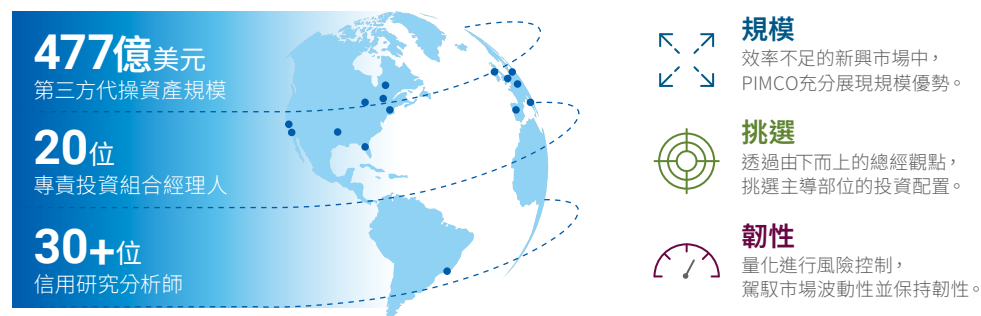 477億美元
第三方代操資產規模
20位
專責投資組合經理人
30+位
信用研究分析師
規模
效率不足的新興市場中，
PIMCO充分展現規模優勢。
挑選
透過由下而上的總經觀點，
挑選主導部位的投資配置。
韌性
量化進行風險控制，
駕馭市場波動性並保持韌性。